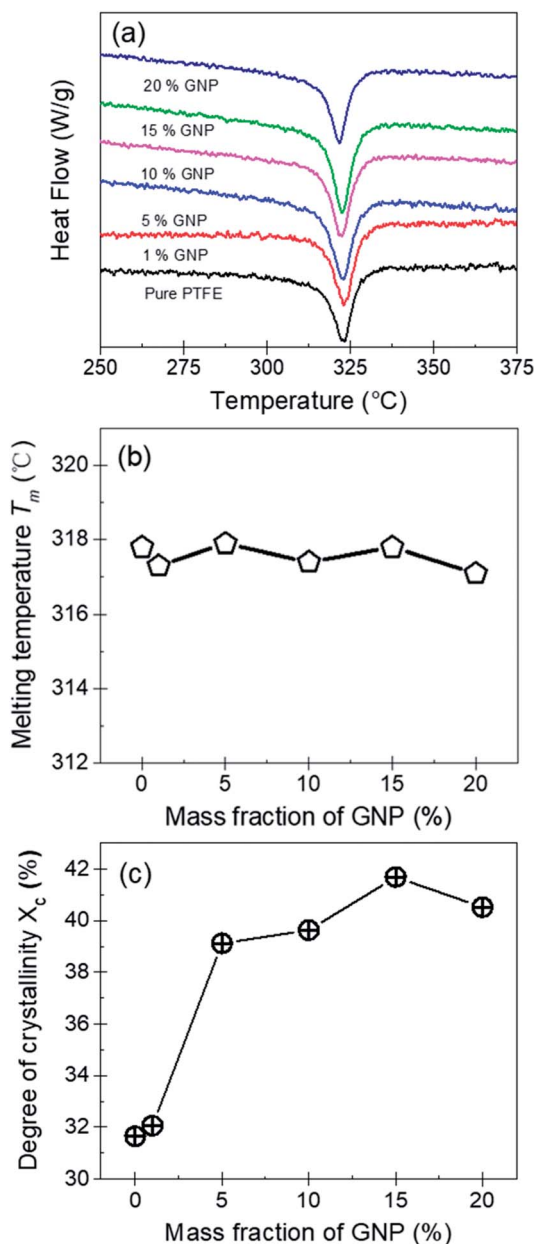 (a)
Heat Flow (W/g)
20 % GNP
15 % GNP
10 % GNP
5 % GNP
1 % GNP
Pure PTFE
250 275 300 325 350 375
Temperature (°C)
(b)
Melting temperature Tm (℃)
320
318
316
314
312
0 5 10 15 20
Mass fraction of GNP (%)
(c)
Degree of crystallinity Xc (%)
42
40
38
36
34
32
30
0 5 10 15 20
Mass fraction of GNP (%)